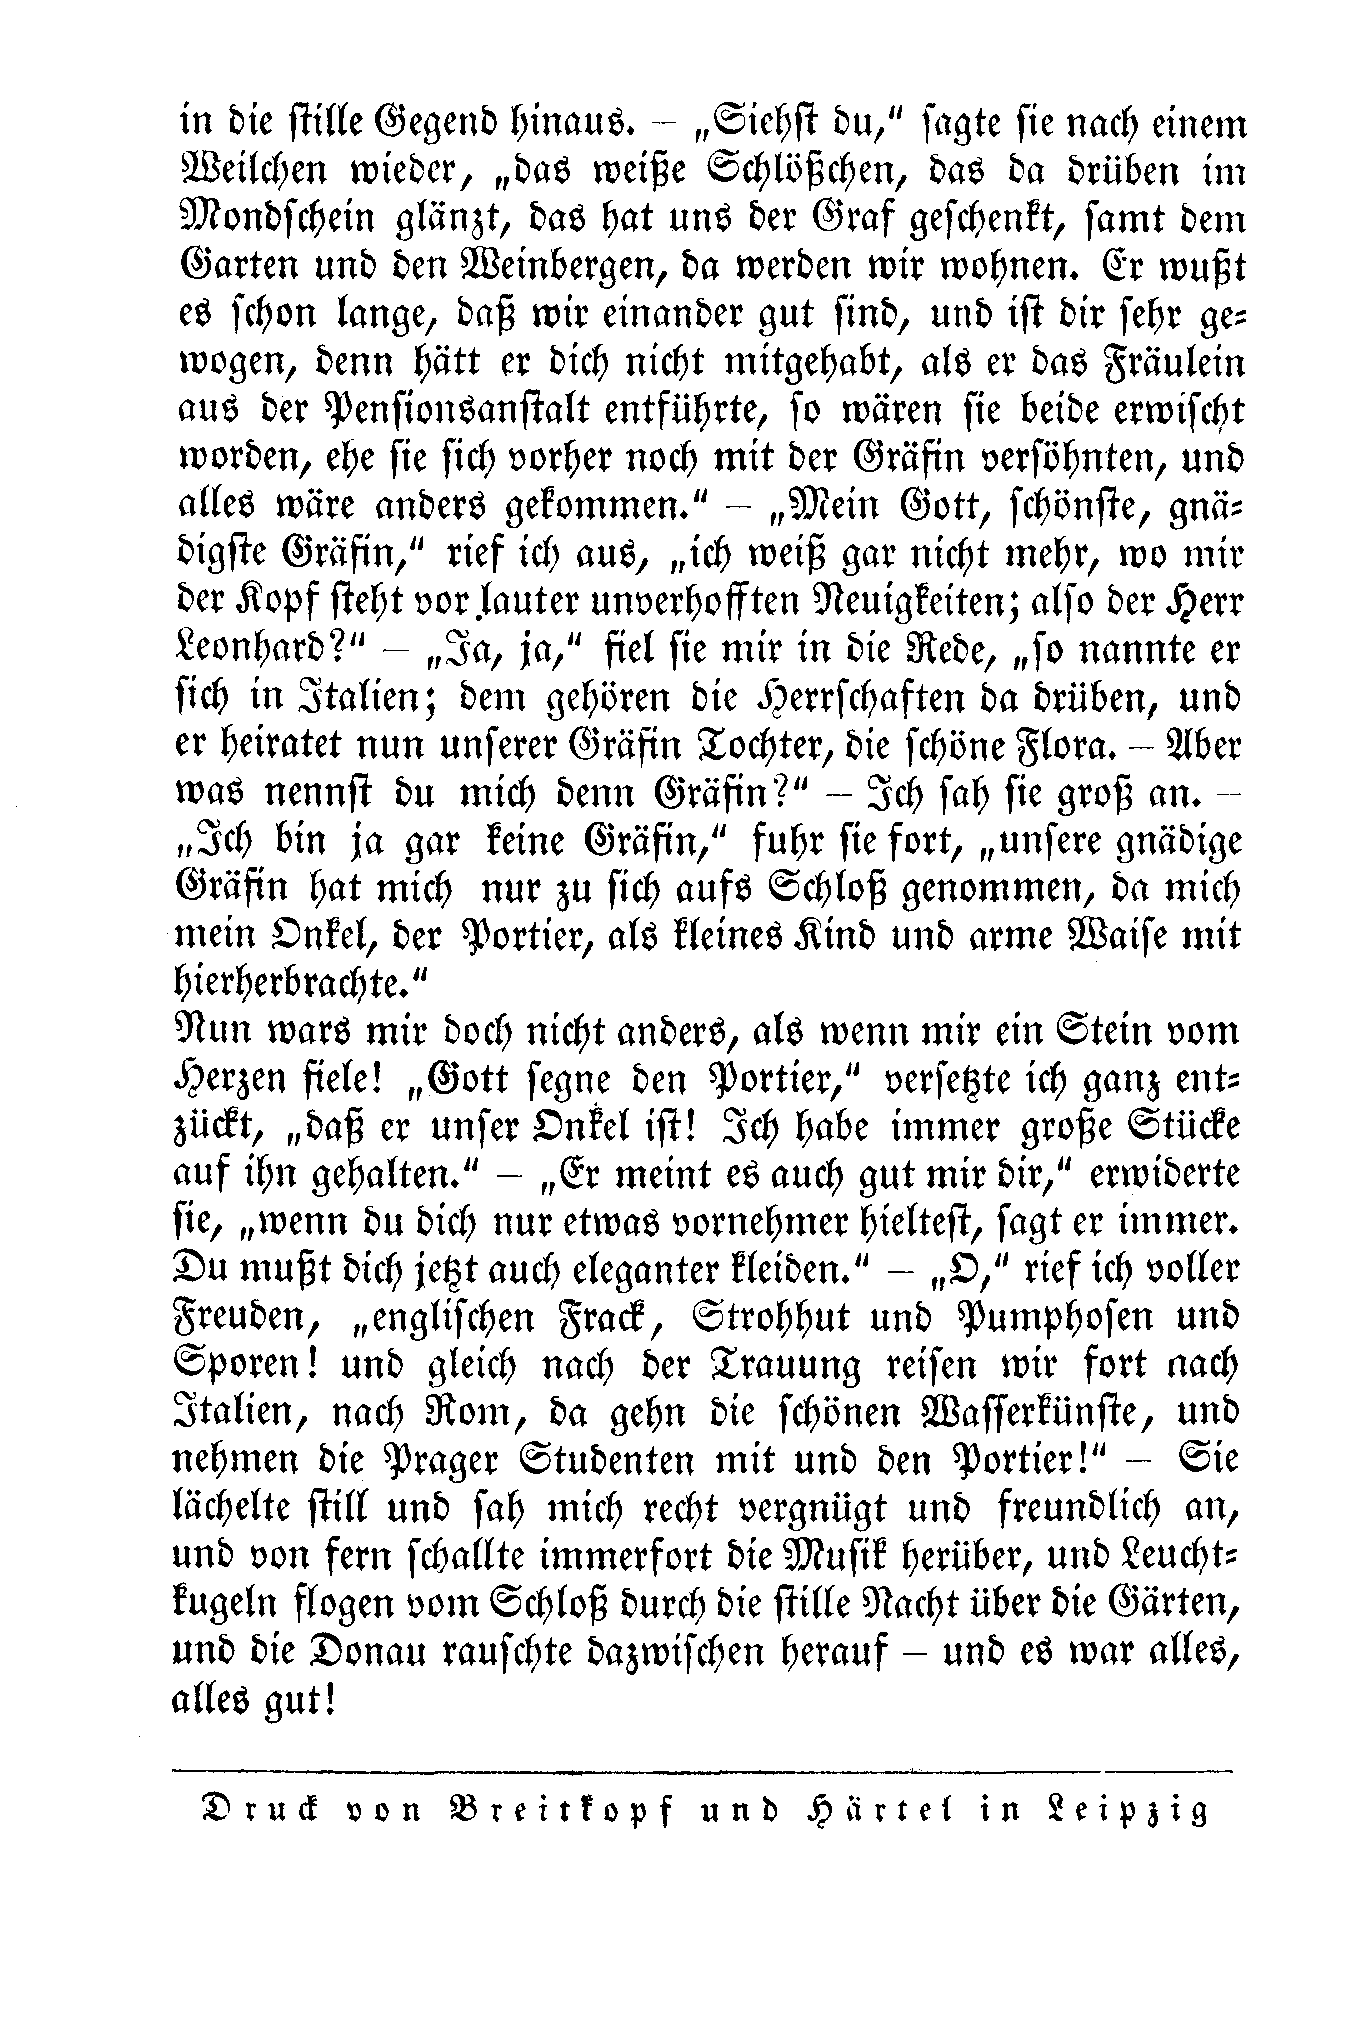 in die stille Gegend hinaus. – „Siehst du,“ sagte sie nach einem
Weilchen wieder, „das weiße Schlößchen, das da drüben im
Mondschein glänzt, das hat uns der Graf geschenkt, samt dem
Garten und den Weinbergen, da werden wir wohnen. Er wußt
es schon lange, daß wir einander gut sind, und ist dir sehr ge-
wogen, denn hätt er dich nicht mitgehabt, als er das Fräulein
aus der Pensionsanstalt entführte, so wären sie beide erwischt
worden, ehe sie sich vorher noch mit der Gräfin versöhnten, und
alles wäre anders gekommen.“ – „Mein Gott, schönste, gnä-
digste Gräfin,“ rief ich aus, „ich weiß gar nicht mehr, wo mir
der Kopf steht vor lauter unverhofften Neuigkeiten; also der Herr
Leonhard?“ – „Ja, ja,“ fiel sie mir in die Rede, „so nannte er
sich in Italien; dem gehören die Herrschaften da drüben, und
er heiratet nun unserer Gräfin Tochter, die schöne Flora. – Aber
was nennst du mich denn Gräfin?“ – Ich sah sie groß an. –
„Ich bin ja gar keine Gräfin,“ fuhr sie fort, „unsere gnädige
Gräfin hat mich nur zu sich aufs Schloß genommen, da mich
mein Onkel, der Portier, als kleines Kind und arme Waise mit
hierherbrachte.“
Nun wars mir doch nicht anders, als wenn mir ein Stein vom
Herzen fiele! „Gott segne den Portier,“ versetzte ich ganz ent-
zückt, „daß er unser Onkel ist! Ich habe immer große Stücke
auf ihn gehalten.“ – „Er meint es auch gut mir dir,“ erwiderte
sie, „wenn du dich nur etwas vornehmer hieltest, sagt er immer.
Du mußt dich jetzt auch eleganter kleiden.“ – „O,“ rief ich voller
Freuden, „englischen Frack, Strohhut und Pumphosen und
Sporen! und gleich nach der Trauung reisen wir fort nach
Italien, nach Rom, da gehn die schönen Wasserkünste, und
nehmen die Prager Studenten mit und den Portier!“ – Sie
lächelte still und sah mich recht vergnügt und freundlich an,
und von fern schallte immerfort die Musik herüber, und Leucht-
kugeln flogen vom Schloß durch die stille Nacht über die Gärten,
und die Donau rauschte dazwischen herauf – und es war alles,
alles gut!
Druck von Breitkopf und Härtel in Leipzig